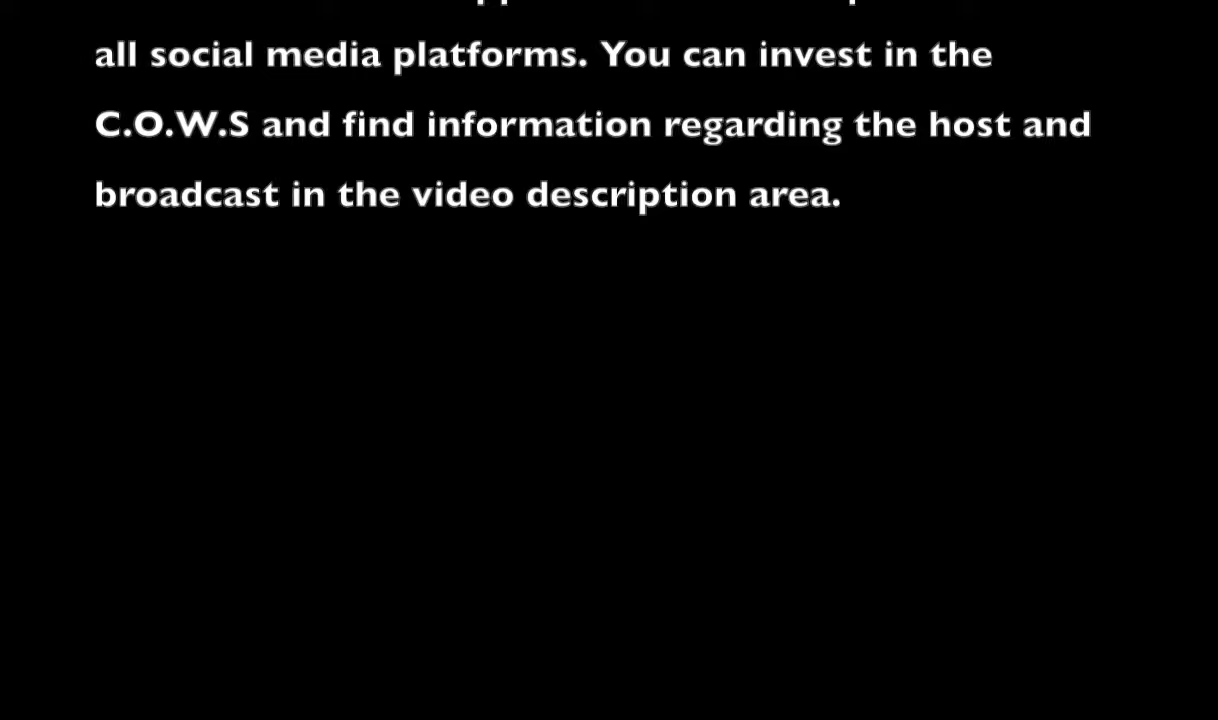 all social media platforms. You can invest in the
C.O.W.S and find information regarding the host and
broadcast in the video description area.